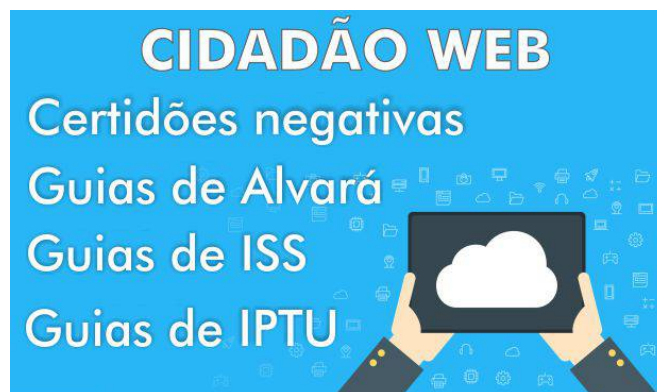 CIDADÃO WEB
Certidões negativas
Guias de Alvará
Guias de ISS
Guias de IPTU